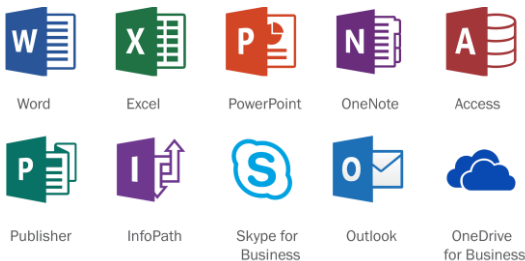 W X P N A
Word Excel PowerPoint OneNote Access
P I S O
Publisher InfoPath Skype for Outlook OneDrive
Business for Business